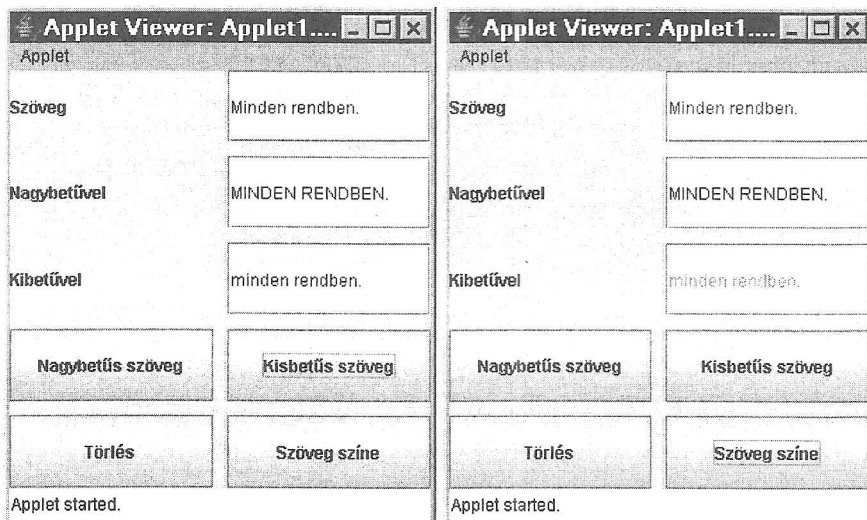 Applet Viewer: Applet1....
Applet
Szöveg
Minden rendben.
Nagybetűvel
MINDEN RENDBEN.
Kibetűvel
minden rendben.
Nagybetűs szöveg
Kisbetűs szöveg
Törlés
Szöveg színe
Applet started.
Applet Viewer: Applet1....
Applet
Szöveg
Minden rendben.
Nagybetűvel
MINDEN RENDBEN.
Kibetűvel
minden rendben.
Nagybetűs szöveg
Kisbetűs szöveg
Törlés
Szöveg színe
Applet started.